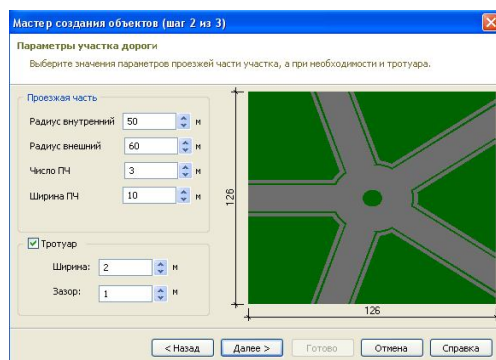 Мастер создания объектов (шаг 2 из 3)
Параметры участка дороги
Выберите значения параметров проезжей части участка, а при необходимости и тротуара.
Проезжая часть
Радиус внутренний 50 м
Радиус внешний 60 м
Число ПЧ 3 м
Ширина ПЧ 10 м
Тротуар
Ширина: 2 м
Зазор: 1 м
126
126
< Назад Далее > Готово Отмена Справка